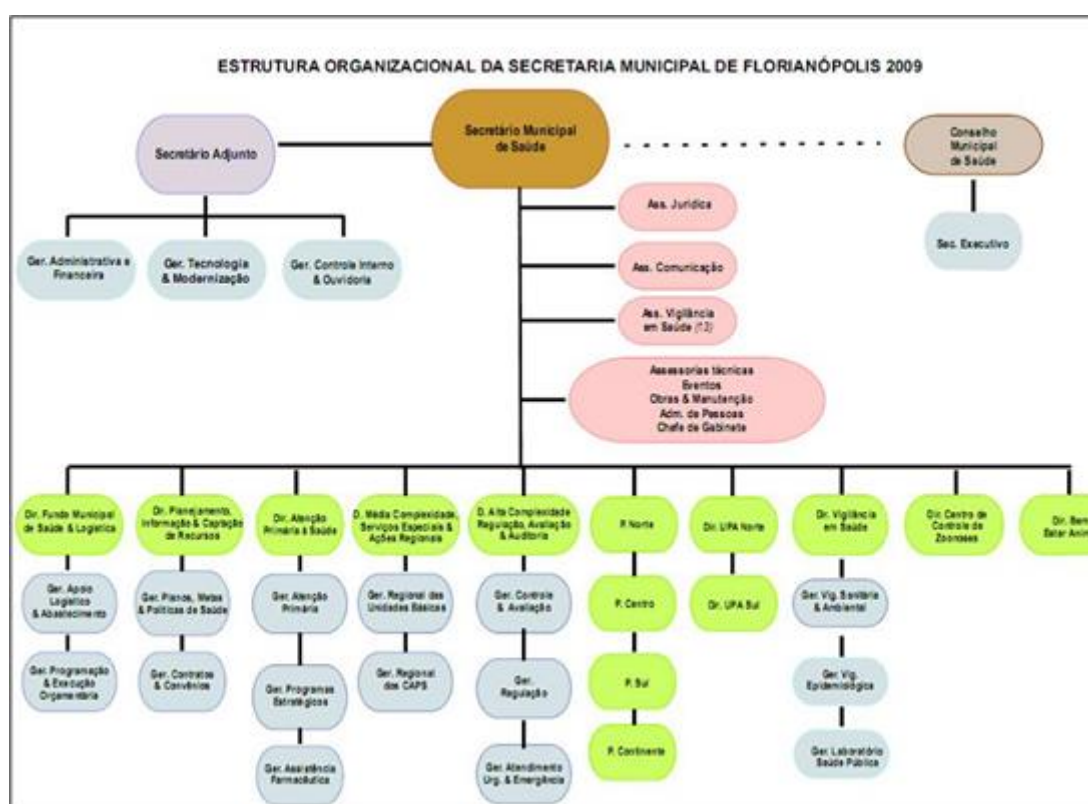 ESTRUTURA ORGANIZACIONAL DA SECRETARIA MUNICIPAL DE FLORIANÓPOLIS 2009
Secretário Municipal
de Saúde
Secretário Adjunto
Conselho
Municipal
de Saúde
Ass. Jurídica
Sec. Executivo
Ger. Administrativa e
Financeira
Ger. Tecnologia
& Modernização
Ger. Controle Interno
& Ouvidoria
Ass. Comunicação
Ass. Vigilância
em Saúde
Assessorias técnicas
Eventos
Obras & Manutenção
Adm. de Pessoas
Chefe de Gabinete
Dir. Fundo Municipal
de Saúde & Logística
Dir. Planejamento,
Informação & Captação
de Recursos
Dir. Atenção
Primária à Saúde
D. Média Complexidade,
Serviços Especiais &
Ações Regionais
D. Alta Complexidade
Regulação, Avaliação
& Auditoria
P. Norte
Dir. UPA Norte
Dir. Vigilância
em Saúde
Dir. Centro de
Controle de
Zoonoses
Dir. Bem
Estar Anim
Ger. Apoio
Logístico
& Abastecimento
Ger. Planos, Metas
& Políticas de Saúde
Ger. Atenção
Primária
Ger. Regional das
Unidades Básicas
Ger. Controle
& Avaliação
P. Centro
Dr. UPA Sul
Ger. Vig. Sanitária
& Ambiental
Ger. Programação
& Execução
Orçamentária
Ger. Contratos
& Convênios
Ger. Programas
Estratégicos
Ger. Regional
dos CAPS
Ger.
Regulação
P. Sul
Ger. Vig.
Epidemiológica
Ger. Assistência
Farmacêutica
Ger. Atendimento
Urg. & Emergência
P. Continente
Ger. Laboratório
Saúde Pública